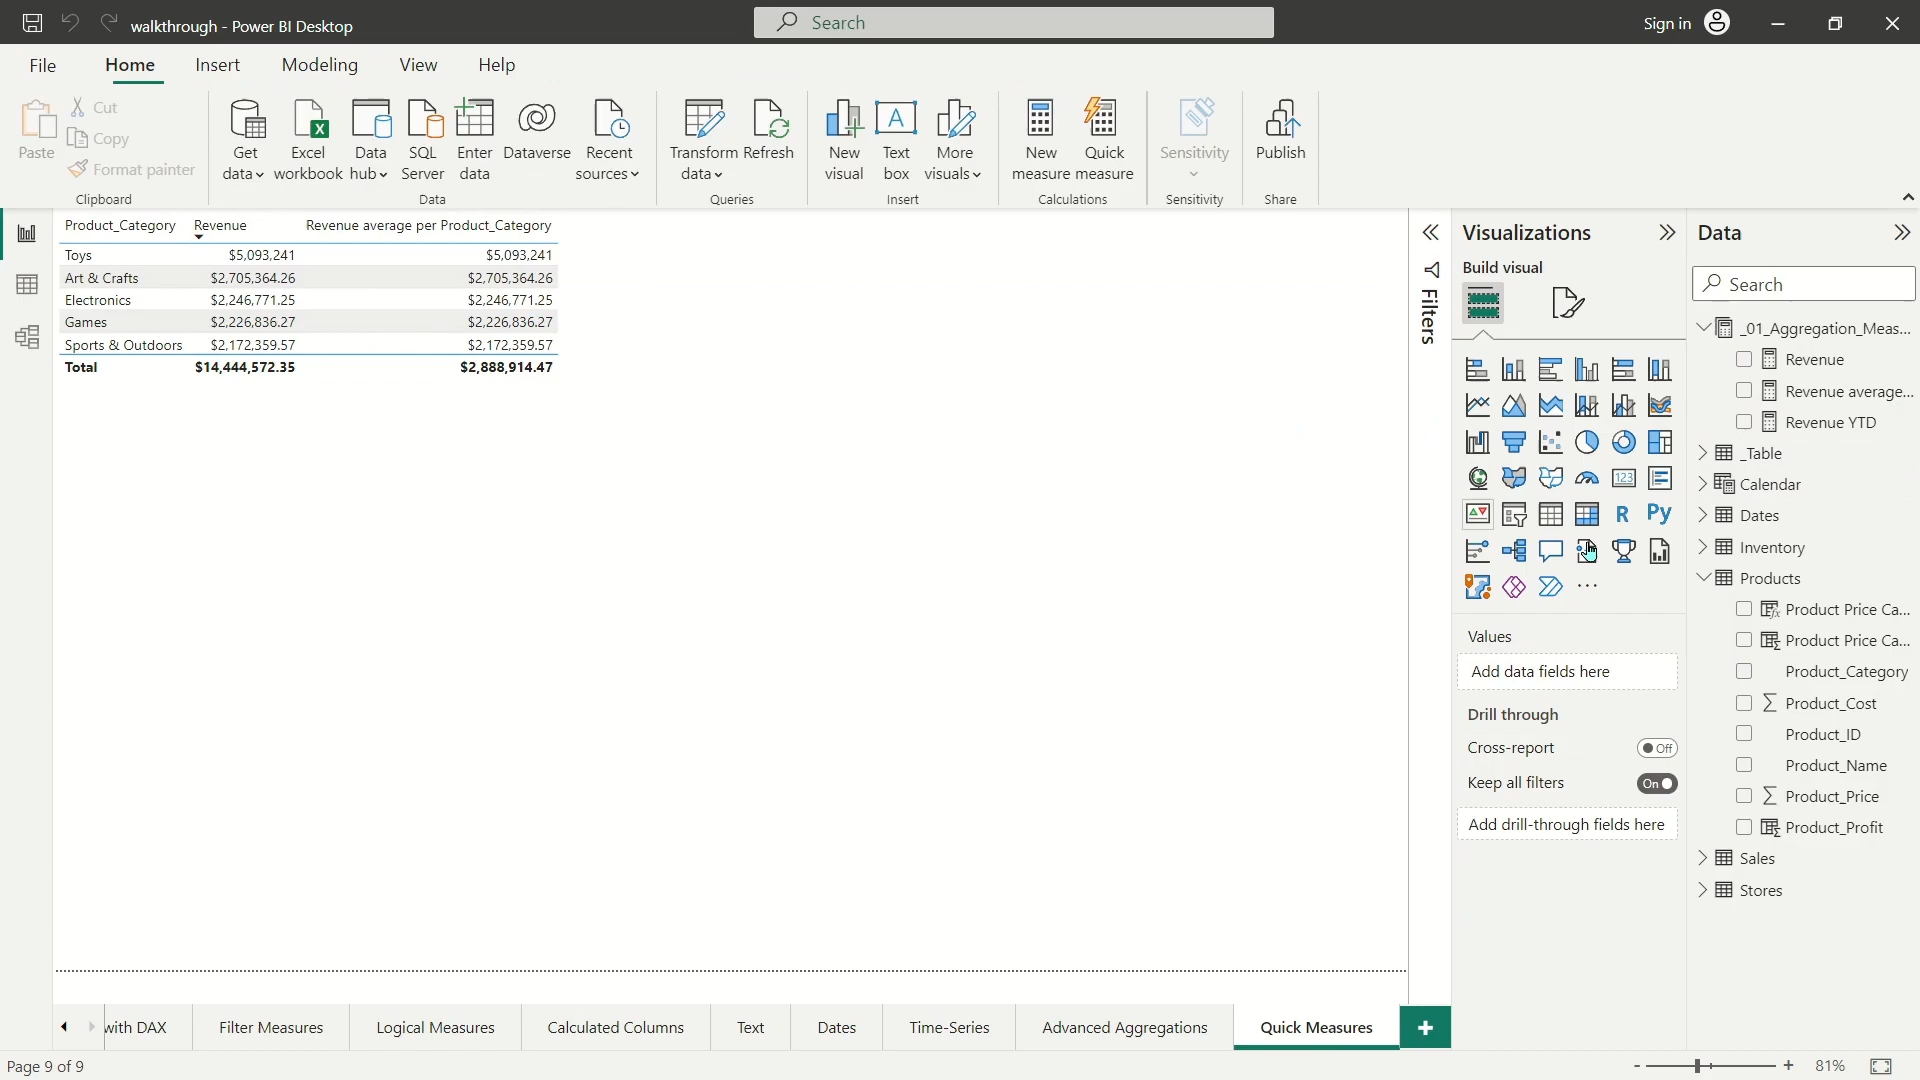 walkthrough - Power BI Desktop
Search
Sign in
File
Home
Insert
Modeling
View
Help
Paste
Cut
Copy
Format painter
Clipboard
Get data
Excel workbook
Data hub
SQL Server
Enter data
Dataverse
Recent sources
Data
Transform data
Refresh
Queries
New visual
Text box
More visuals
Insert
New measure
Quick measure
Calculations
Sensitivity
Sensitivity
Publish
Share
Product_Category Revenue Revenue average per Product_Category
Toys $5,093,241 $5,093,241
Art & Crafts $2,705,364.26 $2,705,364.26
Electronics $2,246,771.25 $2,246,771.25
Games $2,226,836.27 $2,226,836.27
Sports & Outdoors $2,172,359.57 $2,172,359.57
Total $14,444,572.35 $2,888,914.47
Filters
Visualizations
Build visual
123
R
Py
Values
Add data fields here
Drill through
Cross-report Off
Keep all filters On
Add drill-through fields here
Data
Search
_01_Aggregation_Meas...
Revenue
Revenue average...
Revenue YTD
_Table
Calendar
Dates
Inventory
Products
Product Price Ca...
Product Price Ca...
Product_Category
Product_Cost
Product_ID
Product_Name
Product_Price
Product_Profit
Sales
Stores
with DAX
Filter Measures
Logical Measures
Calculated Columns
Text
Dates
Time-Series
Advanced Aggregations
Quick Measures
+
Page 9 of 9
- + 81%